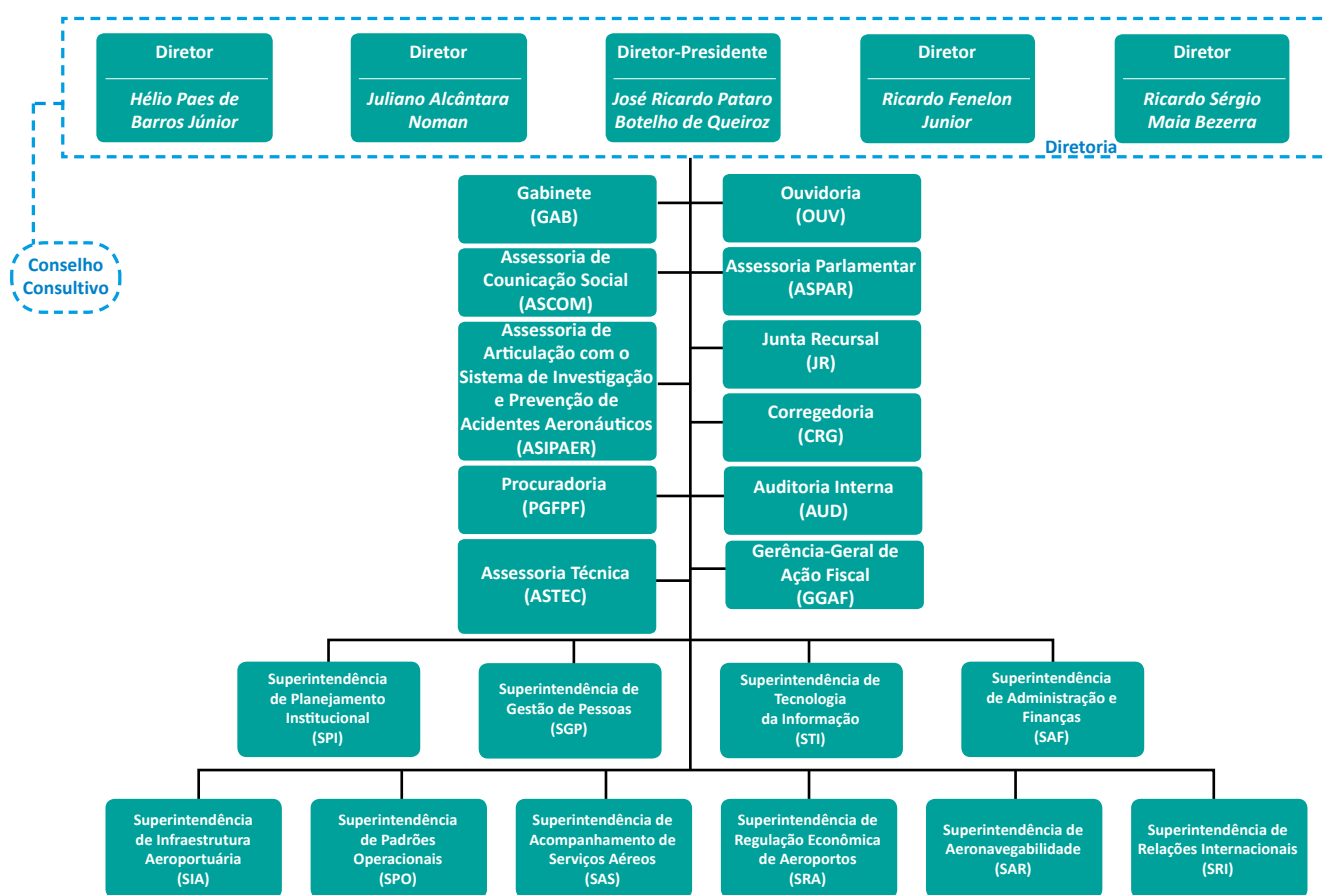 Diretor
Hélio Paes de
Barros Júnior
Diretor
Juliano Alcântara
Noman
Diretor-Presidente
José Ricardo Pataro
Botelho de Queiroz
Diretor
Ricardo Fenelon
Junior
Diretor
Ricardo Sérgio
Maia Bezerra
Diretoria
Conselho
Consultivo
Gabinete
(GAB)
Ouvidoria
(OUV)
Assessoria de
Counicação Social
(ASCOM)
Assessoria Parlamentar
(ASPAR)
Assessoria de
Articulação com o
Sistema de Investigação
e Prevenção de
Acidentes Aeronáuticos
(ASIPAER)
Junta Recursal
(JR)
Corregedoria
(CRG)
Procuradoria
(PGFPF)
Auditoria Interna
(AUD)
Assessoria Técnica
(ASTEC)
Gerência-Geral de
Ação Fiscal
(GGAF)
Superintendência
de Planejamento
Institucional
(SPI)
Superintendência de
Gestão de Pessoas
(SGP)
Superintendência de
Tecnologia
da Informação
(STI)
Superintendência
de Administração e
Finanças
(SAF)
Superintendência
de Infraestrutura
Aeroportuária
(SIA)
Superintendência
de Padrões
Operacionais
(SPO)
Superintendência de
Acompanhamento de
Serviços Aéreos
(SAS)
Superintendência de
Regulação Econômica
de Aeroportos
(SRA)
Superintendência de
Aeronavegabilidade
(SAR)
Superintendência de
Relações Internacionais
(SRI)